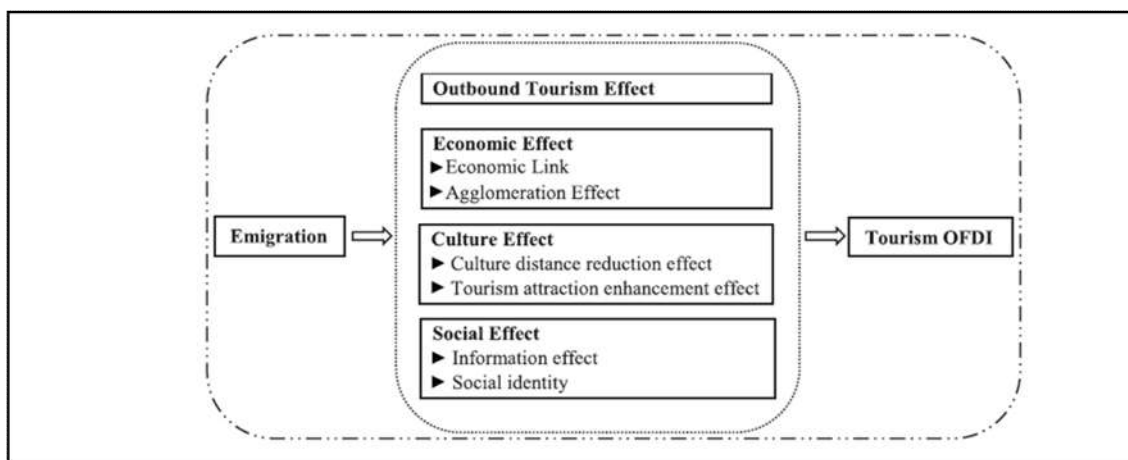 Outbound Tourism Effect
Economic Effect
► Economic Link
► Agglomeration Effect
Emigration
Culture Effect
► Culture distance reduction effect
► Tourism attraction enhancement effect
Tourism OFDI
Social Effect
► Information effect
► Social identity